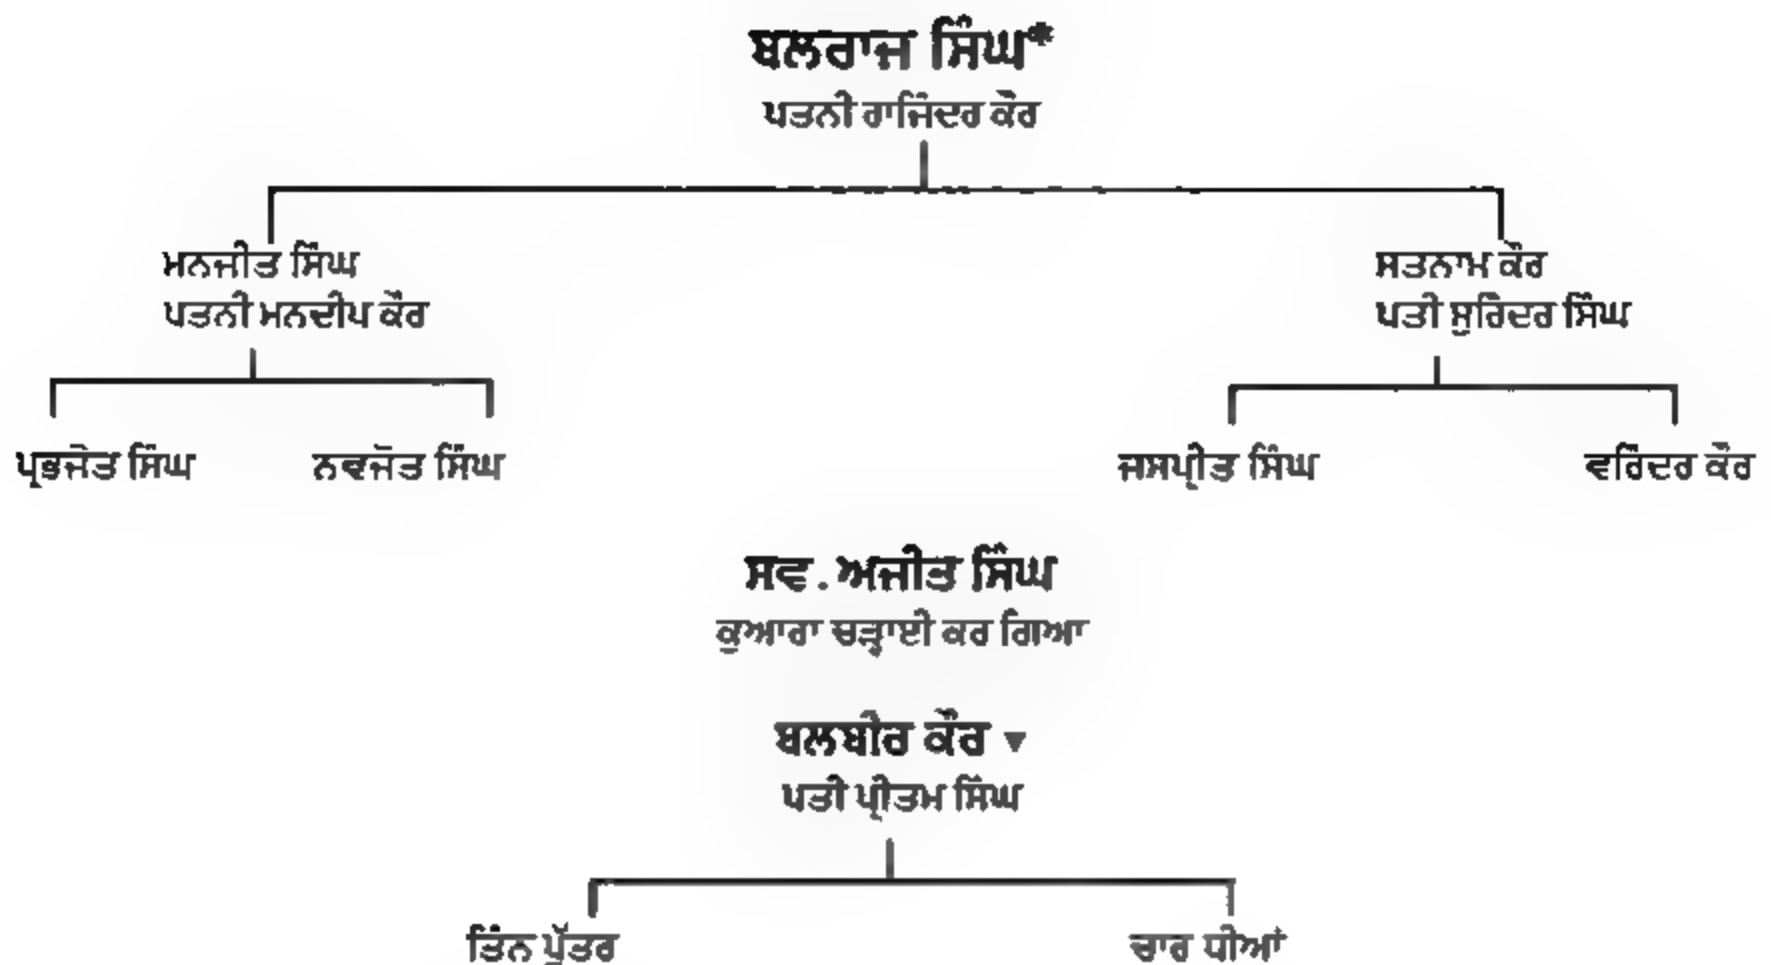 ਬਲਰਾਜ ਸਿੰਘ*
ਪਤਨੀ ਰਾਜਿੰਦਰ ਕੌਰ
ਮਨਜੀਤ ਸਿੰਘ
ਪਤਨੀ ਮਨਦੀਪ ਕੌਰ
ਸਤਨਾਮ ਕੌਰ
ਪਤੀ ਸੁਰਿੰਦਰ ਸਿੰਘ
ਪ੍ਰਭਜੋਤ ਸਿੰਘ ਨਵਜੋਤ ਸਿੰਘ ਜਸਪ੍ਰੀਤ ਸਿੰਘ ਵਰਿੰਦਰ ਕੌਰ
ਸਵ. ਅਜੀਤ ਸਿੰਘ
ਕੁਆਰਾ ਚੜ੍ਹਾਈ ਕਰ ਗਿਆ
ਬਲਬੀਰ ਕੌਰ ▼
ਪਤੀ ਪ੍ਰੀਤਮ ਸਿੰਘ
ਤਿੰਨ ਪੁੱਤਰ ਚਾਰ ਧੀਆਂ